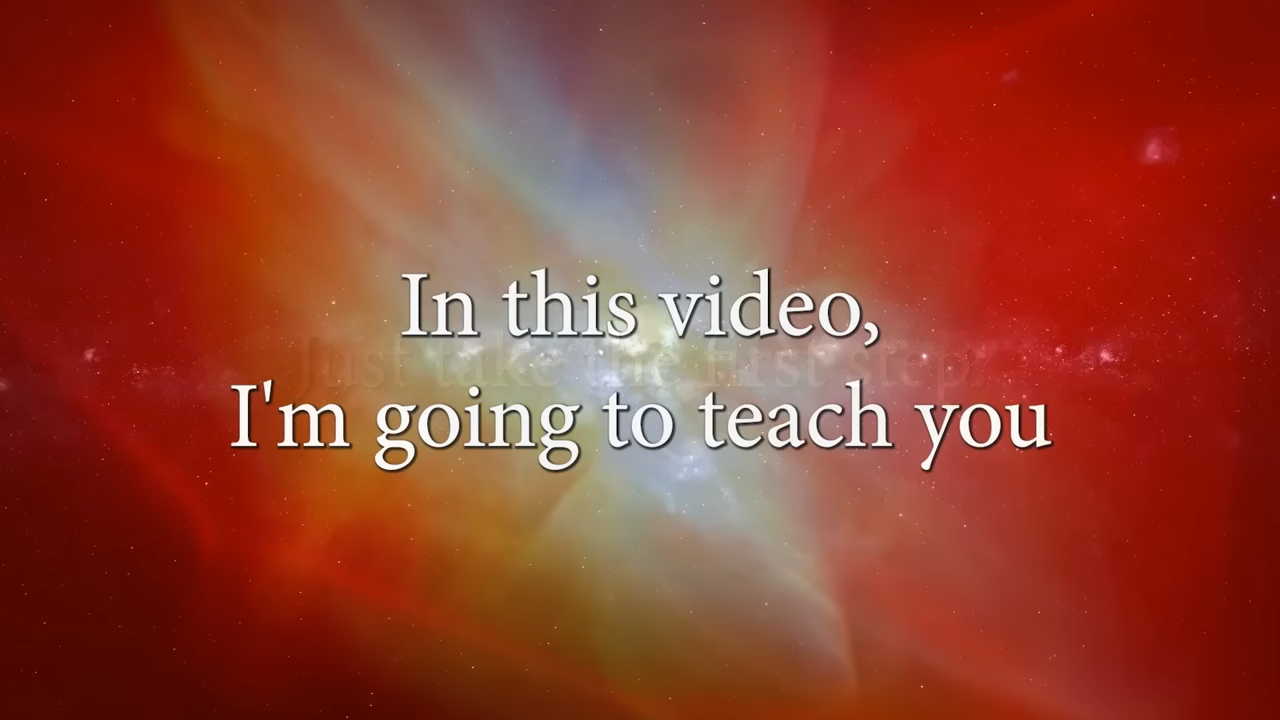 In this video,
Just take the first step.
I'm going to teach you